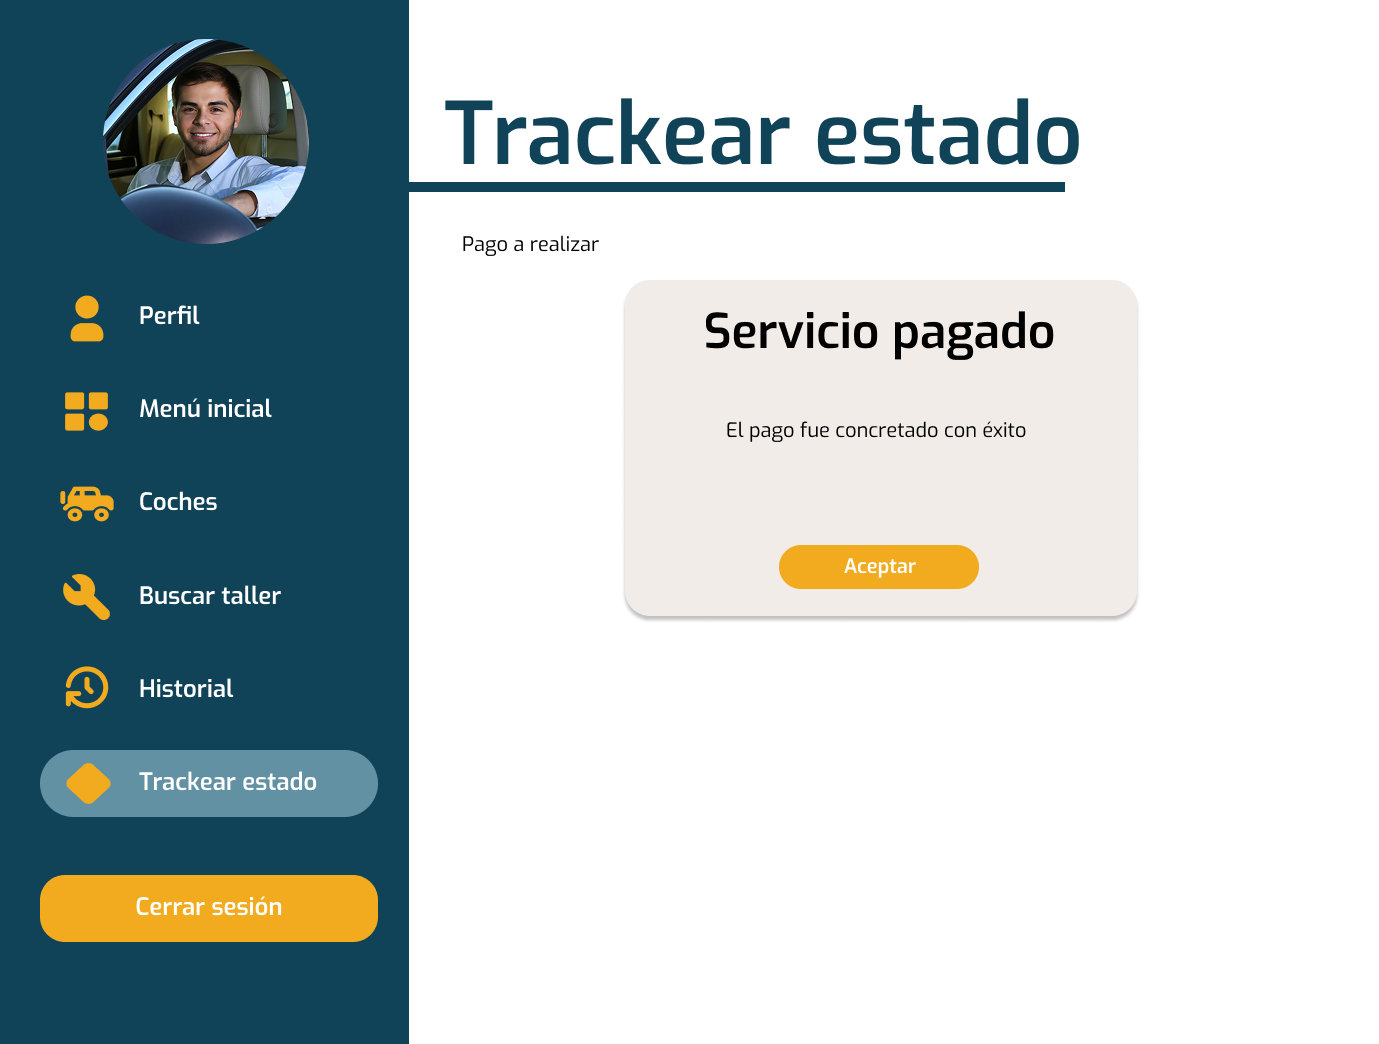 Trackear estado
Pago a realizar
Servicio pagado
El pago fue concretado con éxito
Aceptar
Perfil
Menú inicial
Coches
Buscar taller
Historial
Trackear estado
Cerrar sesión